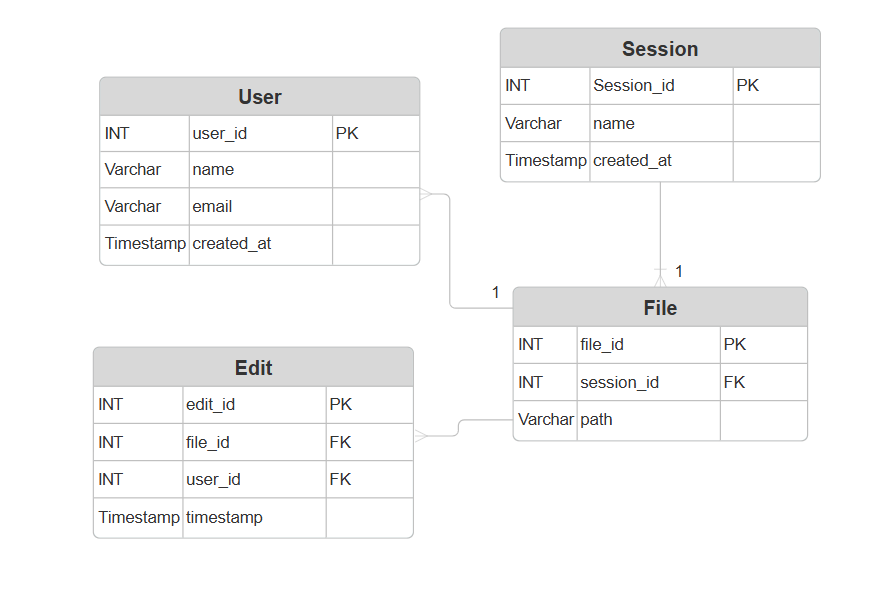 Session
INT Session_id PK
Varchar name
Timestamp created_at
User
INT user_id PK
Varchar name
Varchar email
Timestamp created_at
1
1
File
INT file_id PK
INT session_id FK
Varchar path
Edit
INT edit_id PK
INT file_id FK
INT user_id FK
Timestamp timestamp